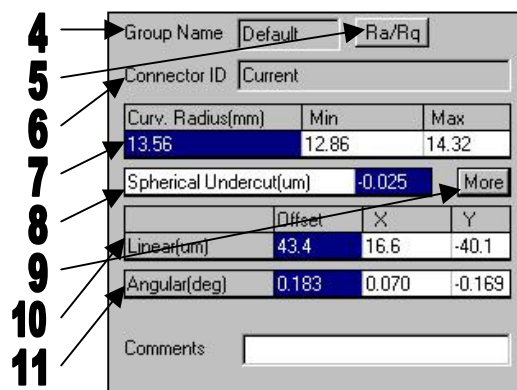 4 Group Name Default Ra/Rq
5
6 Connector ID Current
Curv. Radius(mm) Min Max
7 13.56 12.86 14.32
8 Spherical Undercut(um) -0.025 More
9 Offset X Y
10 Linear(um) 43.4 16.6 -40.1
11 Angular(deg) 0.183 0.070 -0.169
Comments